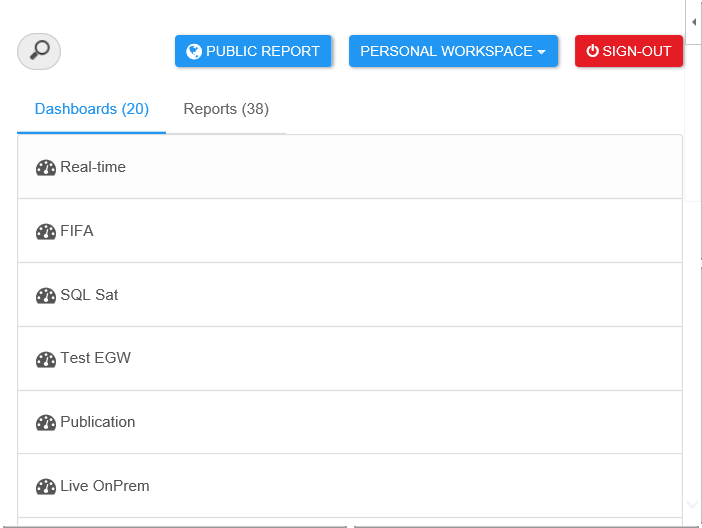 PUBLIC REPORT PERSONAL WORKSPACE SIGN-OUT
Dashboards (20) Reports (38)
Real-time
FIFA
SQL Sat
Test EGW
Publication
Live OnPrem